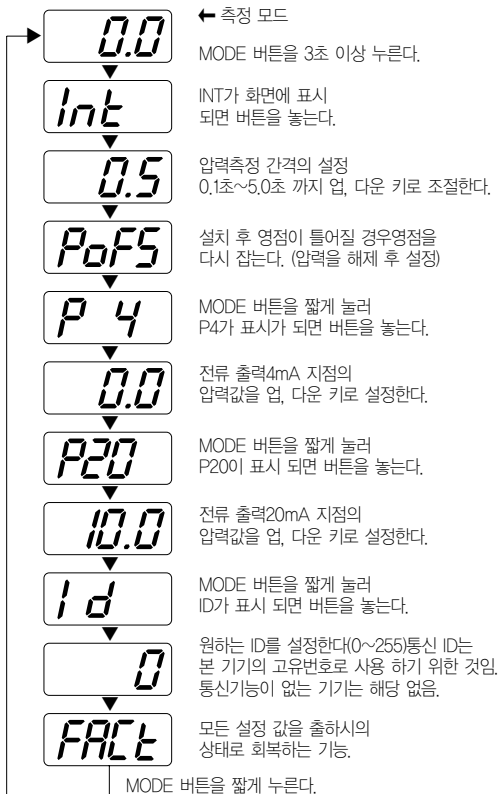 0.0
← 측정 모드
MODE 버튼을 3초 이상 누른다.
Int
INT가 화면에 표시
되면 버튼을 놓는다.
0.5
압력측정 간격의 설정
0.1초~5.0초 까지 업, 다운 키로 조절한다.
PoFS
설치 후 영점이 틀어질 경우영점을
다시 잡는다. (압력을 해제 후 설정)
P 4
MODE 버튼을 짧게 눌러
P4가 표시가 되면 버튼을 놓는다.
0.0
전류 출력4mA 지점의
압력값을 업, 다운 키로 설정한다.
P20
MODE 버튼을 짧게 눌러
P20이 표시 되면 버튼을 놓는다.
10.0
전류 출력20mA 지점의
압력값을 업, 다운 키로 설정한다.
Id
MODE 버튼을 짧게 눌러
ID가 표시 되면 버튼을 놓는다.
0
원하는 ID를 설정한다(0~255)통신 ID는
본 기기의 고유번호로 사용 하기 위한 것임.
통신기능이 없는 기기는 해당 없음.
FACt
모든 설정 값을 출하시의
상태로 회복하는 기능.
MODE 버튼을 짧게 누른다.